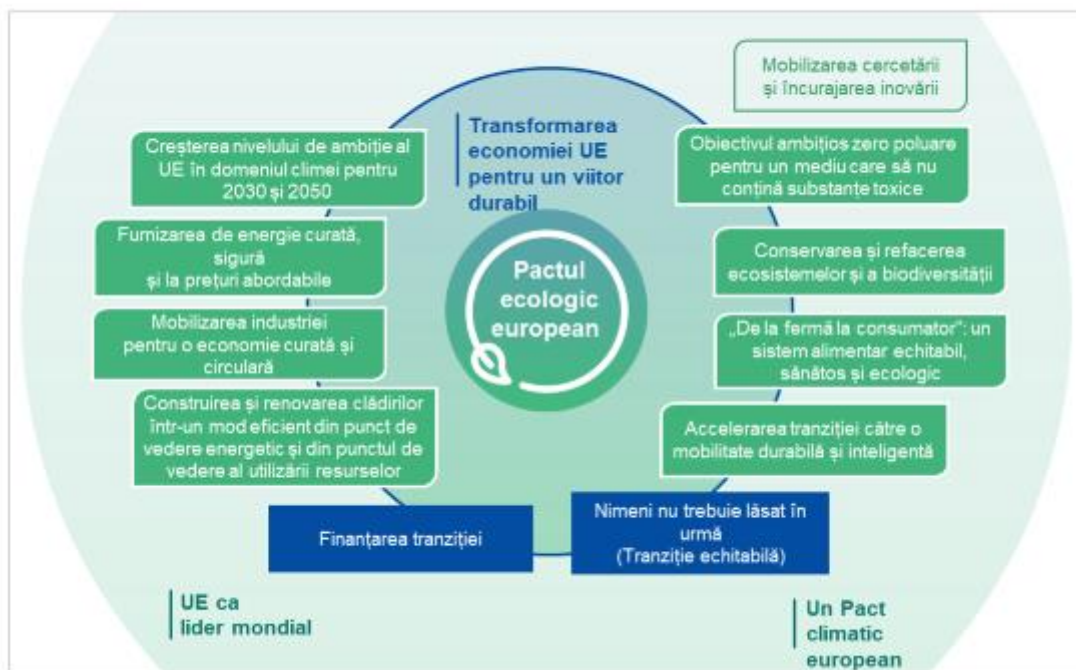 Mobilizarea cercetării
și încurajarea inovării
Transformarea
economiei UE
pentru un viitor
durabil
Creșterea nivelului de ambiție al
UE în domeniul climei pentru
2030 și 2050
Furnizarea de energie curată,
sigură
și la prețuri abordabile
Mobilizarea industriei
pentru o economie curată și
circulară
Construirea și renovarea clădirilor
într-un mod eficient din punct de
vedere energetic și din punctul de
vedere al utilizării resurselor
Pactul
ecologic
european
Obiectivul ambițios zero poluare
pentru un mediu care să nu
conțină substanțe toxice
Conservarea și refacerea
ecosistemelor și a biodiversității
„De la fermă la consumator”: un
sistem alimentar echitabil,
sănătos și ecologic
Accelerarea tranziției către o
mobilitate durabilă și inteligentă
Finanțarea tranziției
Nimeni nu trebuie lăsat în
urmă
(Tranziție echitabilă)
UE ca
lider mondial
Un Pact
climatic
european